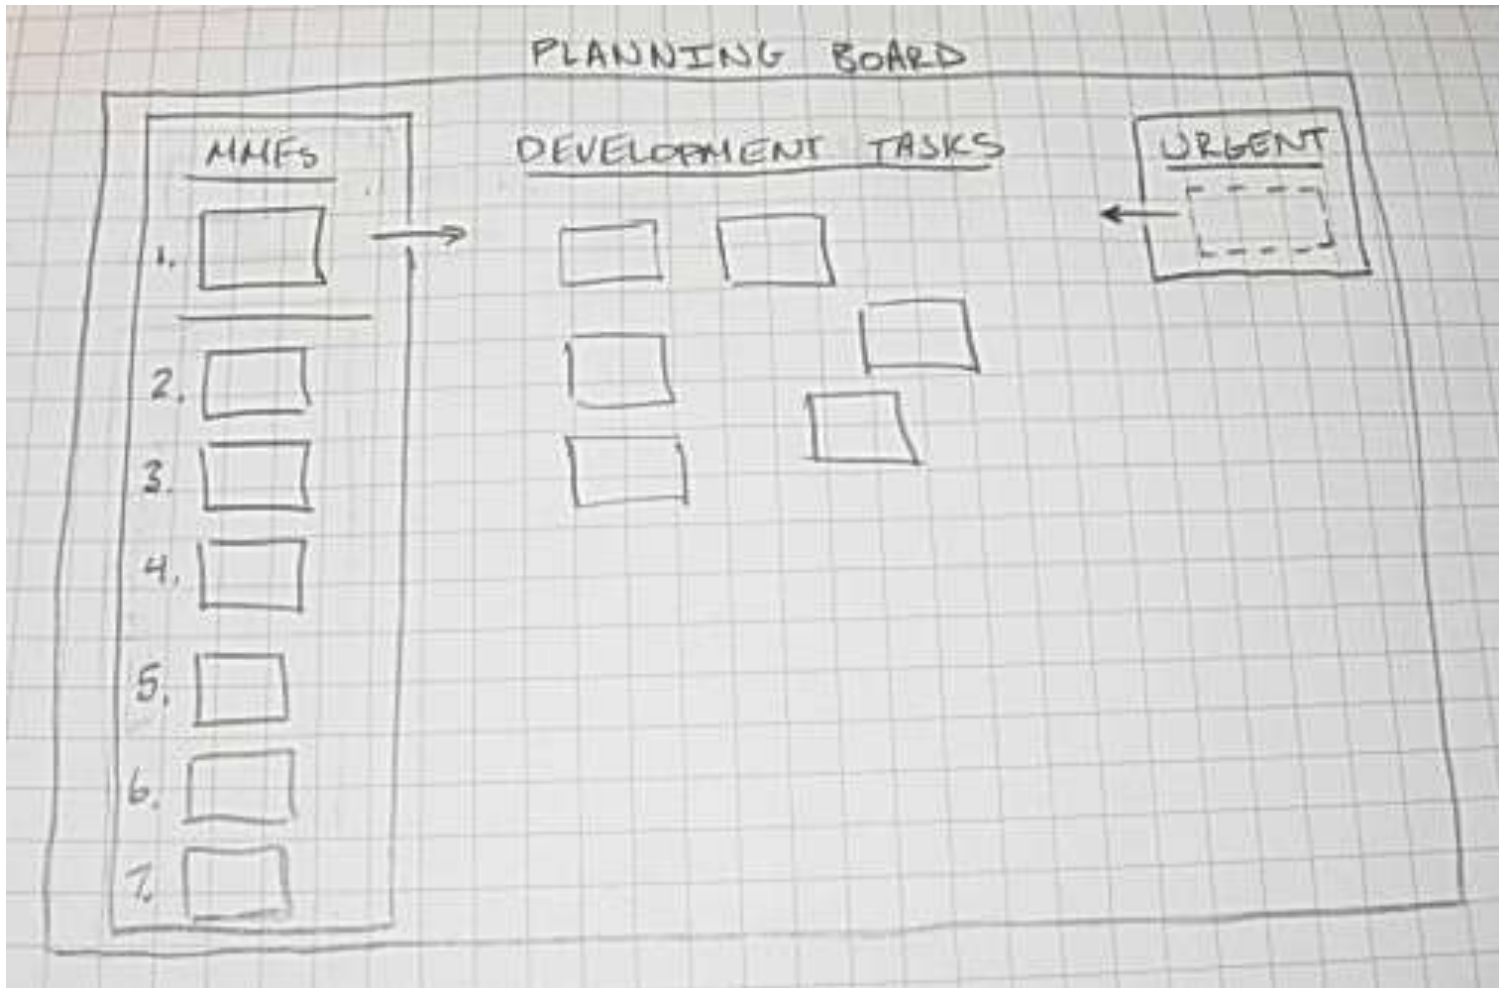 PLANNING BOARD
MMFs
DEVELOPMENT TASKS
URGENT
1.
2.
3.
4.
5.
6.
7.